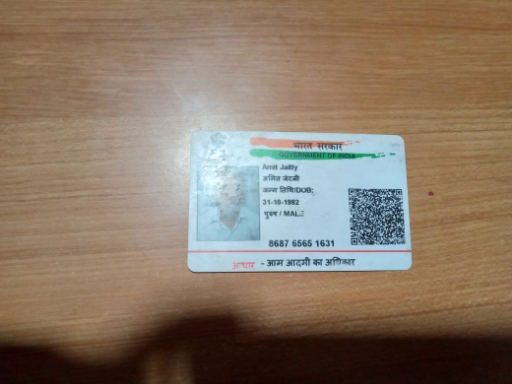 भारत सरकार
GOVERNMENT OF INDIA
Amit Jaitly
अमित जेटली
जन्म तिथि/DOB:
31-10-1982
पुरुष / MALE
8687 6565 1631
आधार - आम आदमी का अधिकार